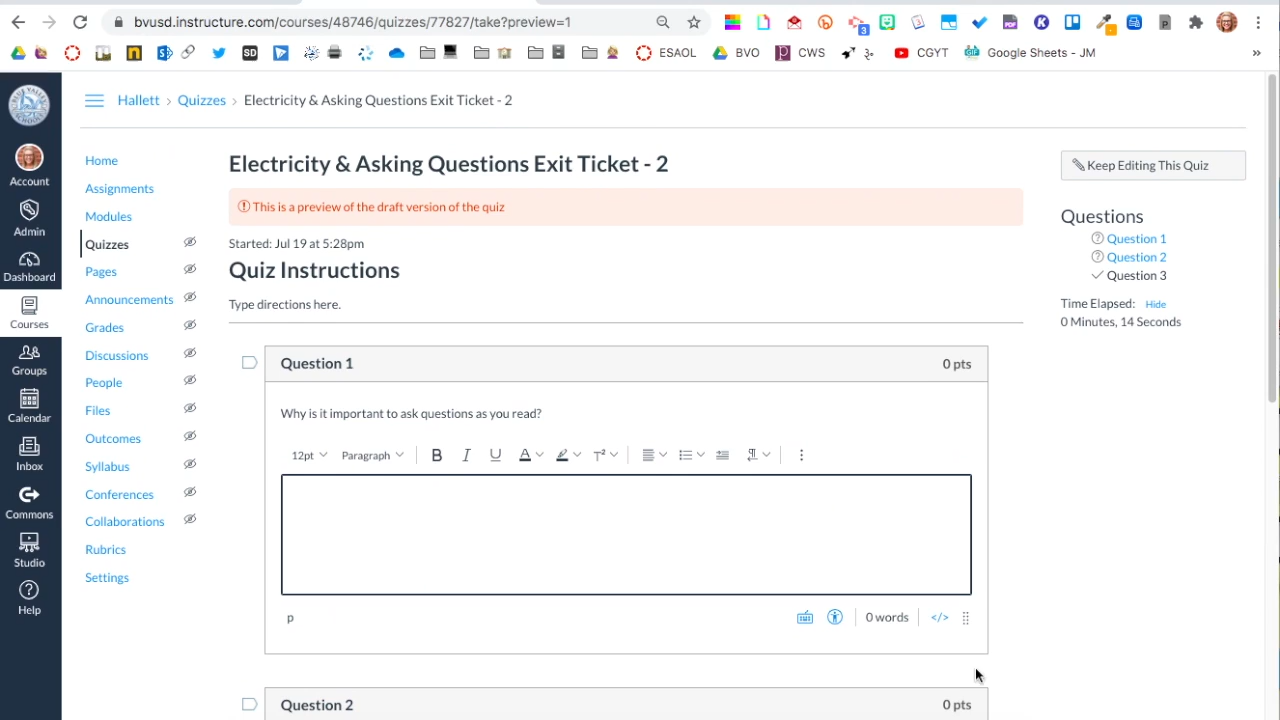 bvusd.instructure.com/courses/48746/quizzes/77827/take?preview=1
3
PDF
K
P
N
SD
ESAOL
BVO
CWS
CGYT
Google Sheets - JM
»
Hallett › Quizzes › Electricity & Asking Questions Exit Ticket - 2
Account
Admin
Dashboard
Courses
Groups
Calendar
Inbox
Commons
Studio
Help
Home
Assignments
Modules
Quizzes
Pages
Announcements
Grades
Discussions
People
Files
Outcomes
Syllabus
Conferences
Collaborations
Rubrics
Settings
Electricity & Asking Questions Exit Ticket - 2
This is a preview of the draft version of the quiz
Started: Jul 19 at 5:28pm
Quiz Instructions
Type directions here.
Question 1 0 pts
Why is it important to ask questions as you read?
12pt Paragraph B I U A T²
p 0 words </>
Question 2 0 pts
Keep Editing This Quiz
Questions
Question 1
Question 2
Question 3
Time Elapsed: Hide
0 Minutes, 14 Seconds